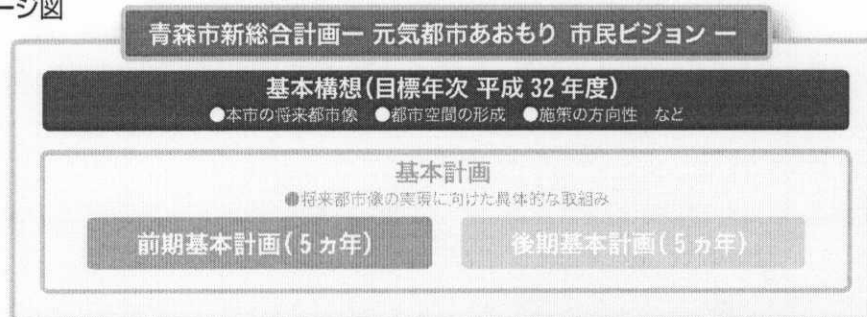 ージ図
青森市新総合計画ー 元気都市あおもり 市民ビジョン ー
基本構想(目標年次 平成 32 年度)
●本市の将来都市像 ●都市空間の形成 ●施策の方向性 など
基本計画
●将来都市像の実現に向けた具体的な取組み
前期基本計画( 5 ヵ年) 後期基本計画( 5 ヵ年)